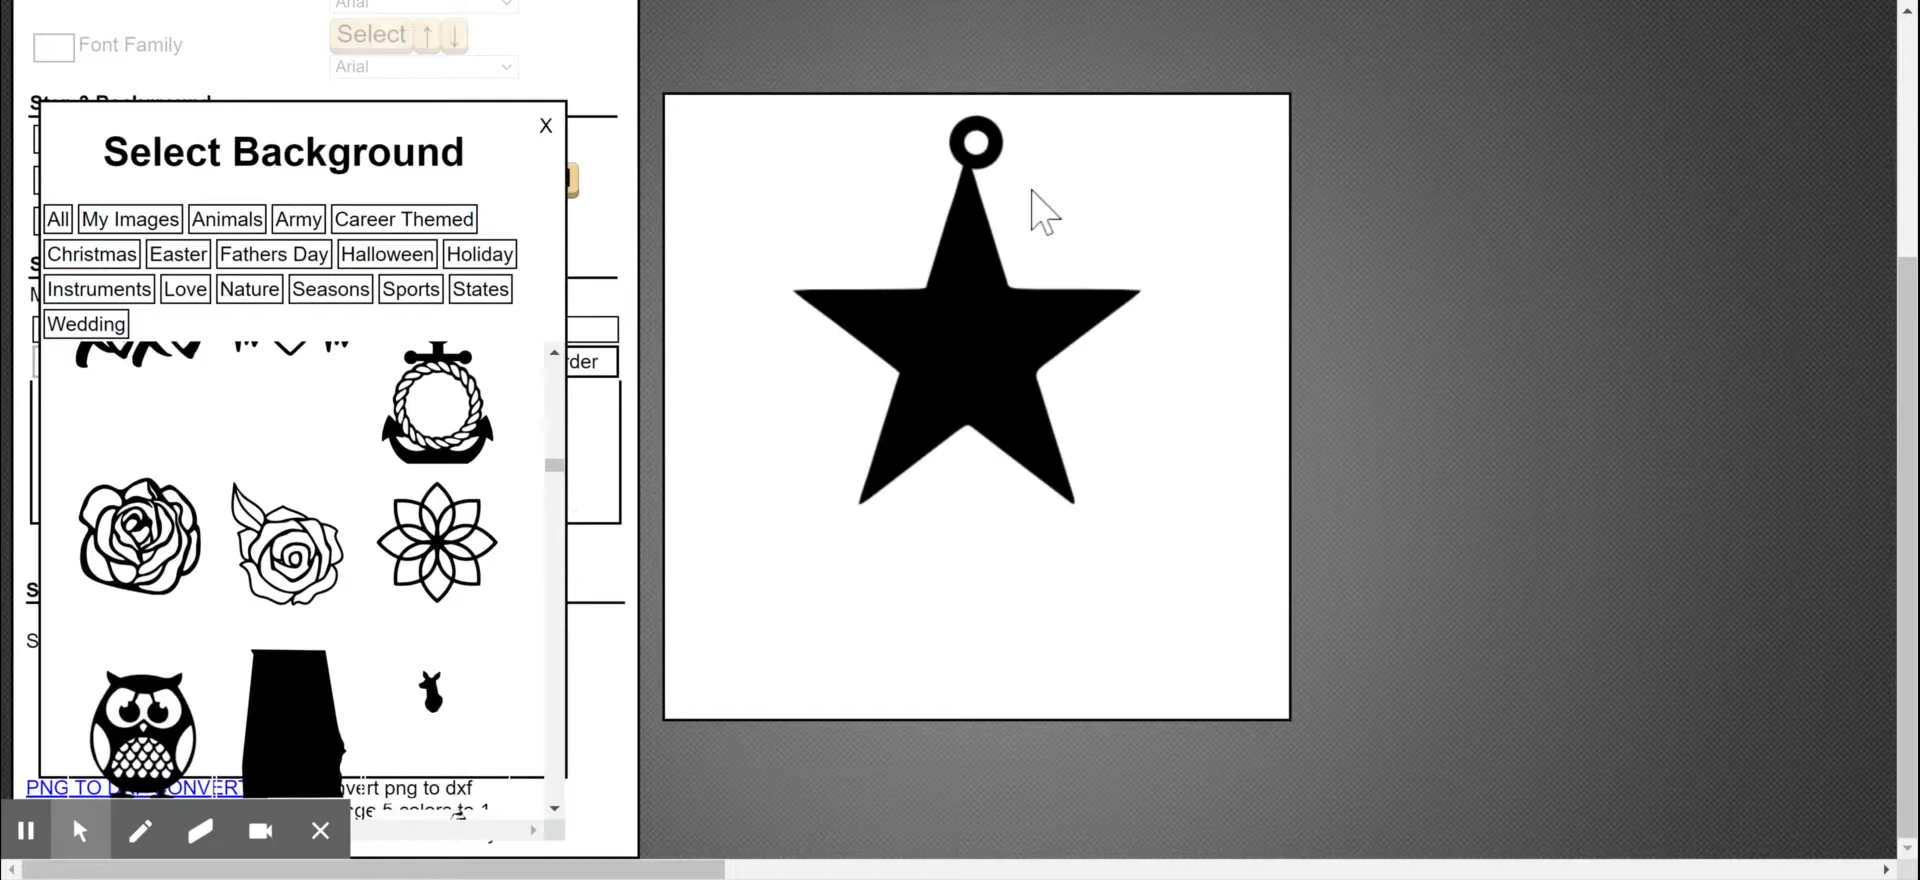 Arial
Font Family
Select ↑ ↓
Arial
X
Select Background
All My Images Animals Army Career Themed
Christmas Easter Fathers Day Halloween Holiday
Instruments Love Nature Seasons Sports States
Wedding
rder
S
PNG TO CONVERT vert png to dxf